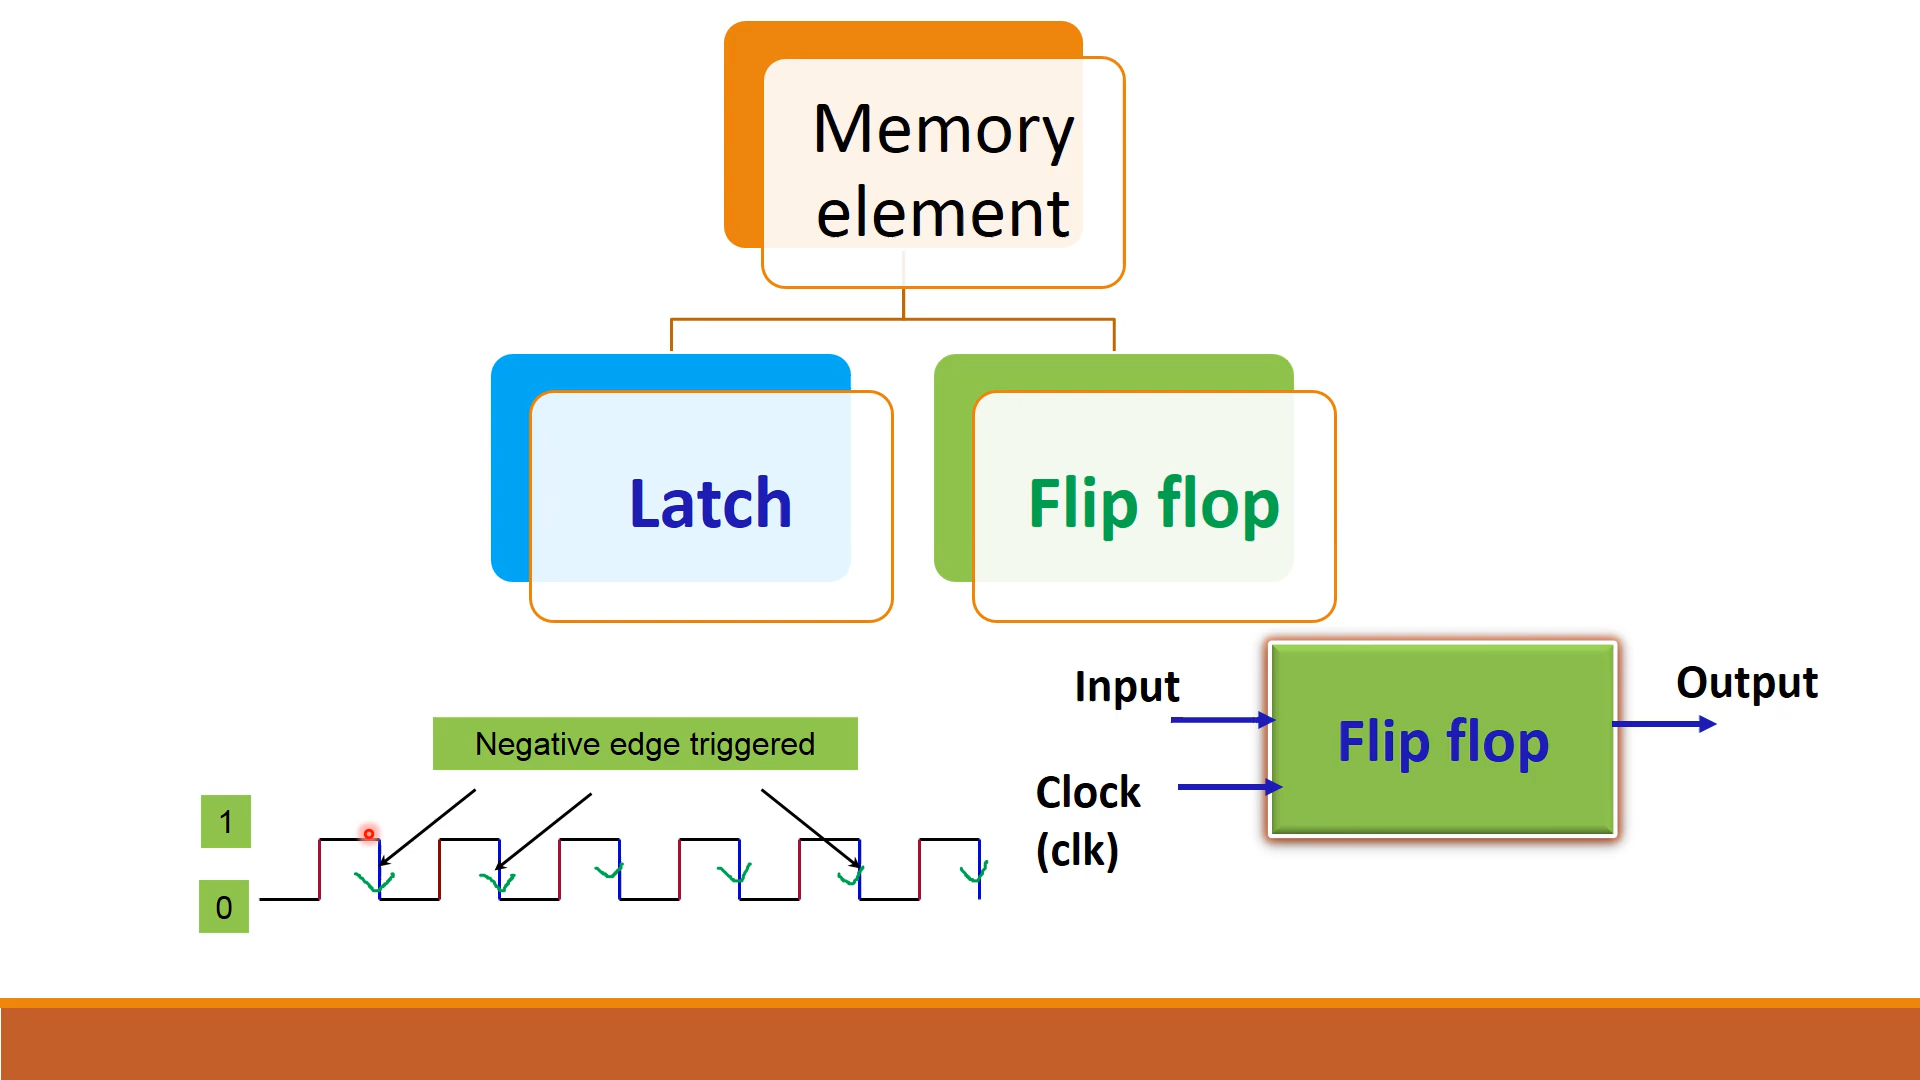 Memory
element
Latch
Flip flop
Input
Output
Flip flop
Negative edge triggered
Clock
(clk)
1
0